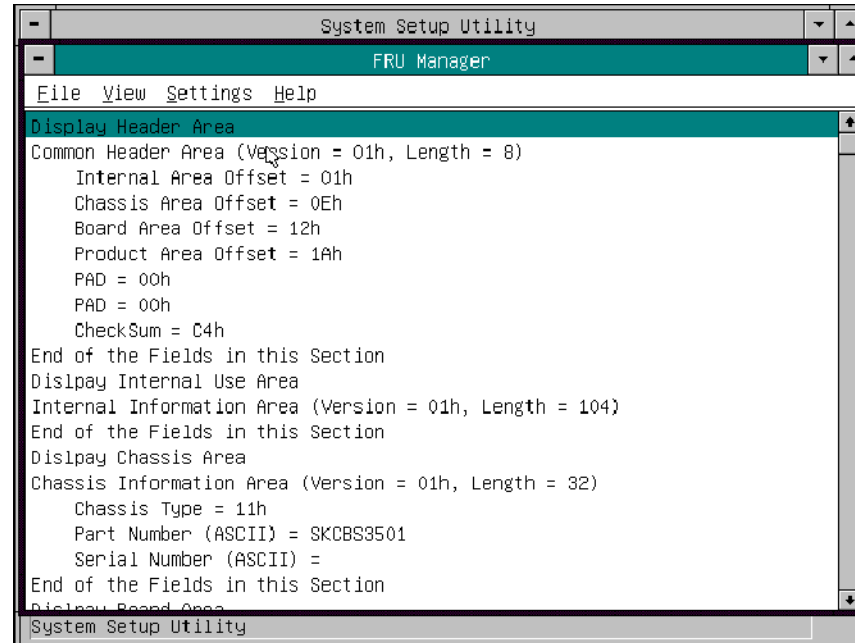 System Setup Utility
FRU Manager
File View Settings Help
Display Header Area
Common Header Area (Version = 01h, Length = 8)
Internal Area Offset = 01h
Chassis Area Offset = 0Eh
Board Area Offset = 12h
Product Area Offset = 1Ah
PAD = 00h
PAD = 00h
CheckSum = C4h
End of the Fields in this Section
Dislpay Internal Use Area
Internal Information Area (Version = 01h, Length = 104)
End of the Fields in this Section
Dislpay Chassis Area
Chassis Information Area (Version = 01h, Length = 32)
Chassis Type = 11h
Part Number (ASCII) = SKCBS3501
Serial Number (ASCII) =
End of the Fields in this Section
Dislpay Board Area
System Setup Utility